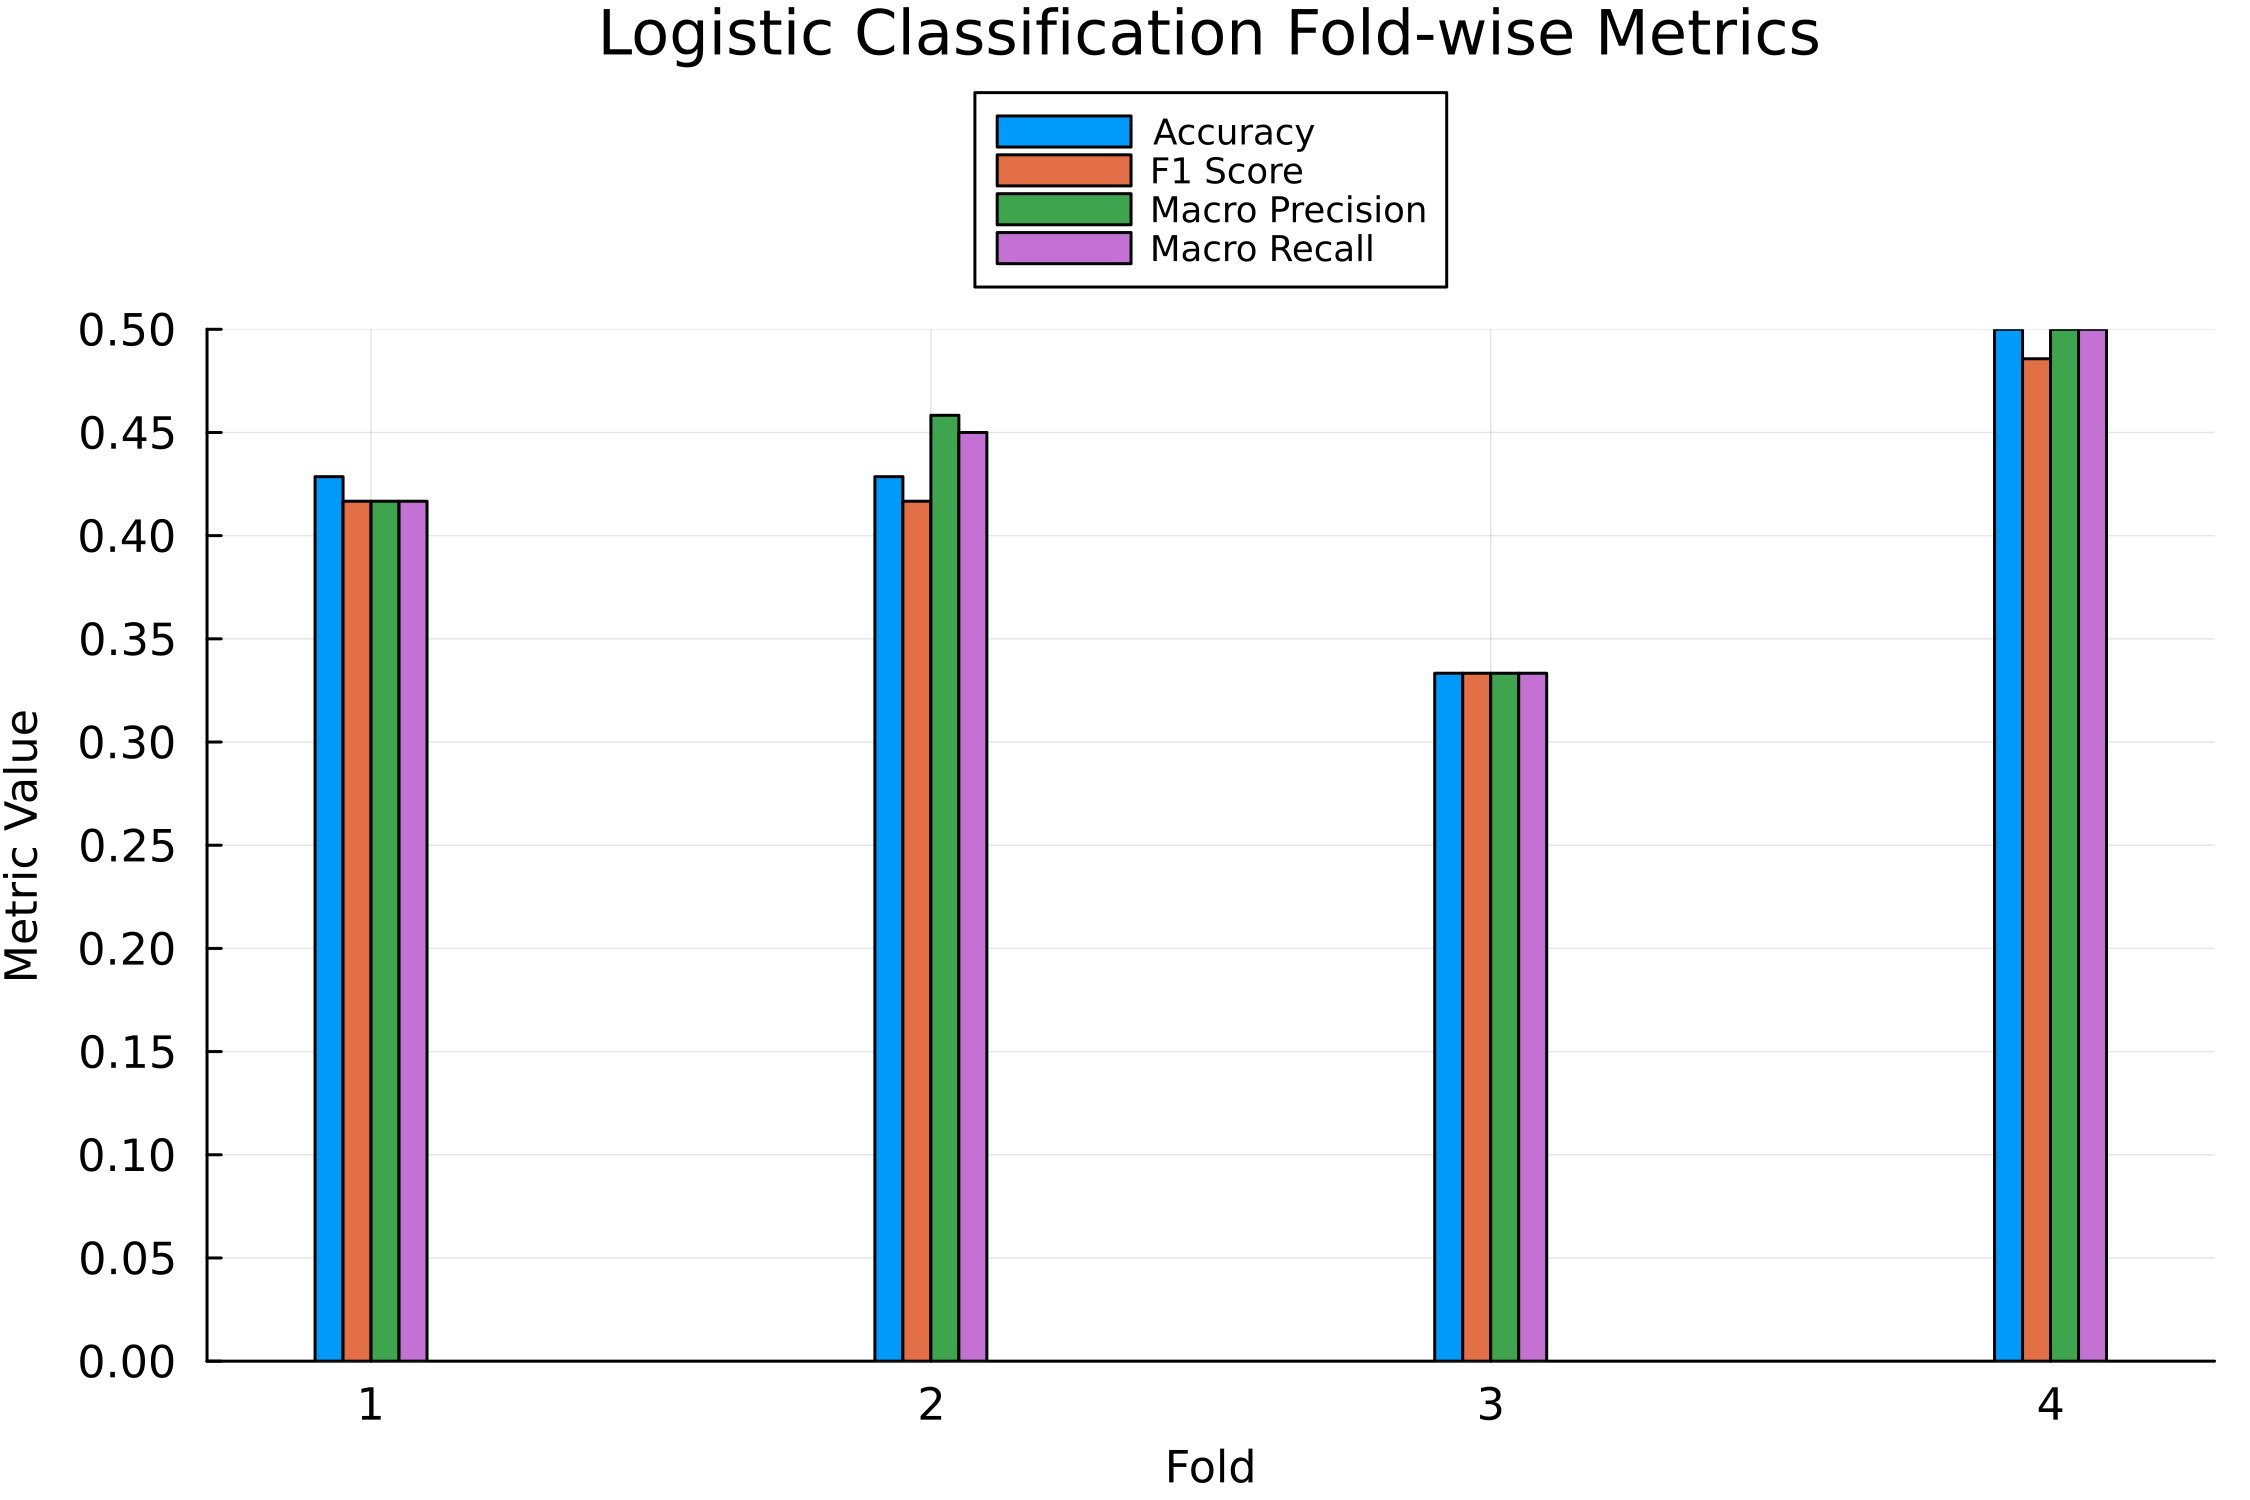 Logistic Classification Fold-wise Metrics
Accuracy
F1 Score
Macro Precision
Macro Recall
0.50
0.45
0.40
0.35
0.30
0.25
0.20
0.15
0.10
0.05
0.00
Metric Value
1 2 3 4
Fold